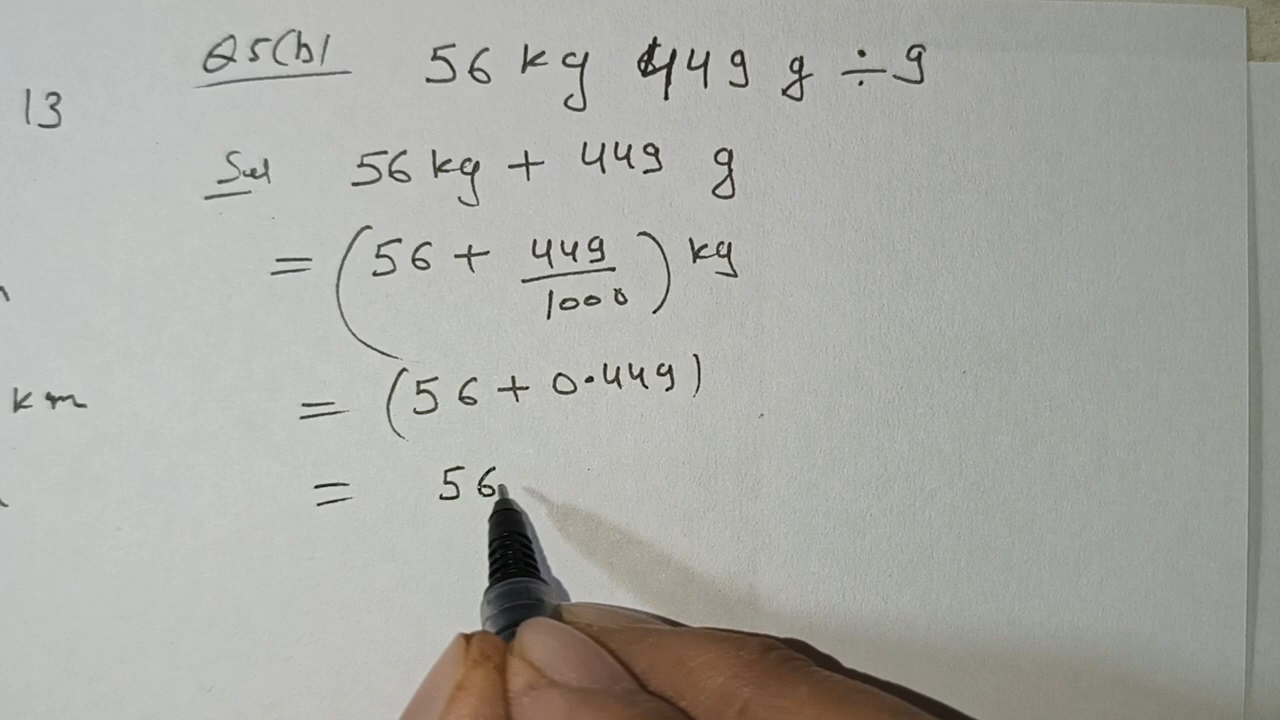 Q5(b) 56 kg 449 g ÷ 9
13
Sol 56 kg + 449 g
= (56 + 449/1000) kg
= (56 + 0.449)
km
= 56